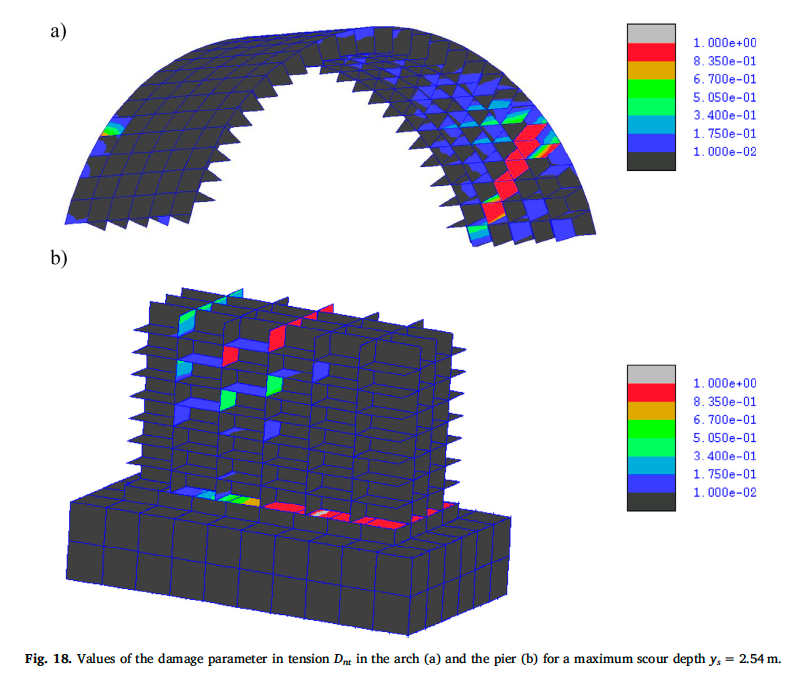 a)
1.000e+00
8.350e-01
6.700e-01
5.050e-01
3.400e-01
1.750e-01
1.000e-02
b)
1.000e+00
8.350e-01
6.700e-01
5.050e-01
3.400e-01
1.750e-01
1.000e-02
Fig. 18. Values of the damage parameter in tension Dnt in the arch (a) and the pier (b) for a maximum scour depth ys = 2.54 m.